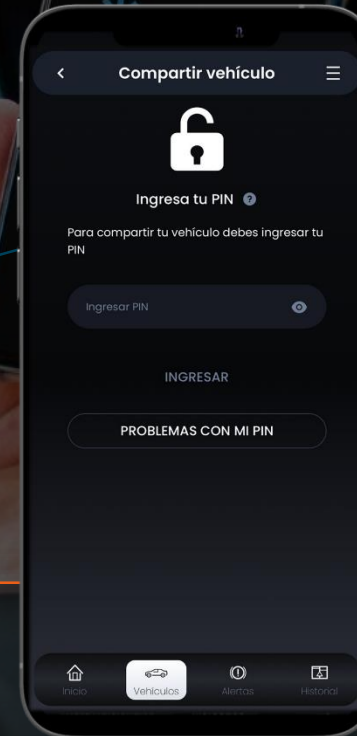 Compartir vehículo
Ingresa tu PIN
Para compartir tu vehículo debes ingresar tu
PIN
Ingresar PIN
INGRESAR
PROBLEMAS CON MI PIN
Inicio
Vehículos
Alertas
Historial